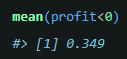 mean(profit<0)
#> [1] 0.349